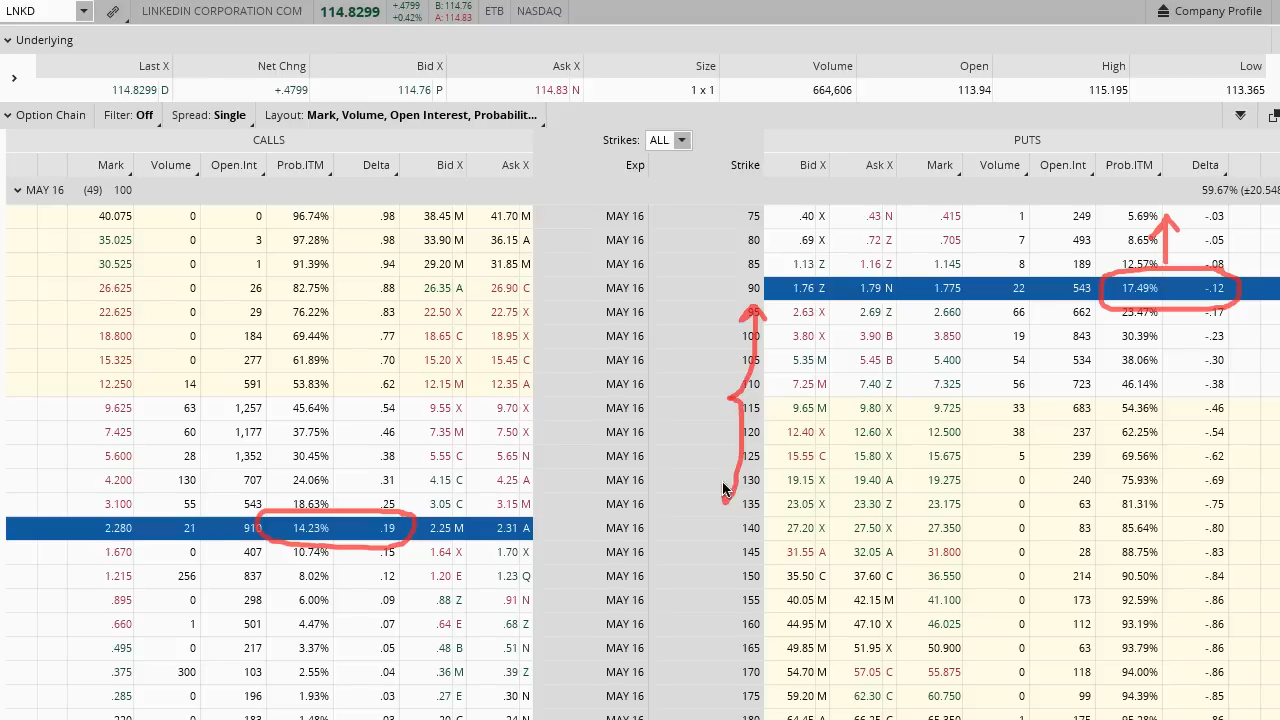 LNKD LINKEDIN CORPORATION COM 114.8299 +.4799 +0.42% B: 114.76 A: 114.83 ETB NASDAQ Company Profile
Underlying
Last X Net Chng Bid X Ask X Size Volume Open High Low
114.8299 D +.4799 114.76 P 114.83 N 1 x 1 664,606 113.94 115.195 113.365
Option Chain Filter: Off Spread: Single Layout: Mark, Volume, Open Interest, Probabilit...
CALLS Strikes: ALL PUTS
Mark Volume Open.Int Prob.ITM Delta Bid X Ask X Exp Strike Bid X Ask X Mark Volume Open.Int Prob.ITM Delta
MAY 16 (49) 100 59.67% (±20.548
40.075 0 0 96.74% .98 38.45 M 41.70 M MAY 16 75 .40 X .43 N .415 1 249 5.69% -.03
35.025 0 3 97.28% .98 33.90 M 36.15 A MAY 16 80 .69 X .72 Z .705 7 493 8.65% -.05
30.525 0 1 91.39% .94 29.20 M 31.85 M MAY 16 85 1.13 Z 1.16 Z 1.145 8 189 12.57% -.08
26.625 0 26 82.75% .88 26.35 A 26.90 C MAY 16 90 1.76 Z 1.79 N 1.775 22 543 17.49% -.12
22.625 0 29 76.22% .83 22.50 X 22.75 X MAY 16 95 2.63 X 2.69 Z 2.660 66 662 23.47% -.17
18.800 0 184 69.44% .77 18.65 C 18.95 X MAY 16 100 3.80 X 3.90 B 3.850 19 843 30.39% -.23
15.325 0 277 61.89% .70 15.20 X 15.45 C MAY 16 105 5.35 M 5.45 B 5.400 54 534 38.06% -.30
12.250 14 591 53.83% .62 12.15 M 12.35 A MAY 16 110 7.25 M 7.40 Z 7.325 56 723 46.14% -.38
9.625 63 1,257 45.64% .54 9.55 X 9.70 X MAY 16 115 9.65 M 9.80 X 9.725 33 683 54.36% -.46
7.425 60 1,177 37.75% .46 7.35 M 7.50 X MAY 16 120 12.40 X 12.60 X 12.500 38 237 62.25% -.54
5.600 28 1,352 30.45% .38 5.55 C 5.65 N MAY 16 125 15.55 C 15.80 X 15.675 5 239 69.56% -.62
4.200 130 707 24.06% .31 4.15 C 4.25 A MAY 16 130 19.15 X 19.40 A 19.275 0 240 75.93% -.69
3.100 55 543 18.63% .25 3.05 C 3.15 M MAY 16 135 23.05 X 23.30 Z 23.175 0 63 81.31% -.75
2.280 21 14.23% .19 2.25 M 2.31 A MAY 16 140 27.20 X 27.50 X 27.350 0 89 85.64% -.80
1.670 0 407 10.74% .15 1.64 X 1.70 X MAY 16 145 31.55 A 32.05 A 31.800 0 28 88.75% -.83
1.215 256 837 8.02% .12 1.20 E 1.23 Q MAY 16 150 35.50 C 37.60 C 36.550 0 214 90.50% -.84
.895 0 298 6.00% .09 .88 Z .91 N MAY 16 155 40.05 M 42.15 M 41.100 0 173 92.59% -.86
.660 1 501 4.47% .07 .64 E .68 Z MAY 16 160 44.95 M 47.10 X 46.025 0 112 93.19% -.86
.495 0 217 3.37% .05 .48 B .51 N MAY 16 165 49.85 M 51.95 X 50.900 0 63 93.79% -.86
.375 300 103 2.55% .04 .36 M .39 Z MAY 16 170 54.70 M 57.05 C 55.875 0 118 94.00% -.86
.285 0 196 1.93% .03 .27 E .30 N MAY 16 175 59.20 M 62.30 C 60.750 0 99 94.39% -.85